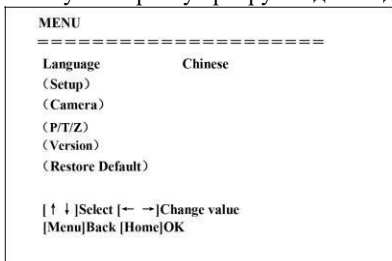 MENU
=====================
Language Chinese
（Setup）
（Camera）
（P/T/Z）
（Version）
（Restore Default）
[ ↑ ↓ ]Select [← →]Change value
[Menu]Back [Home]OK